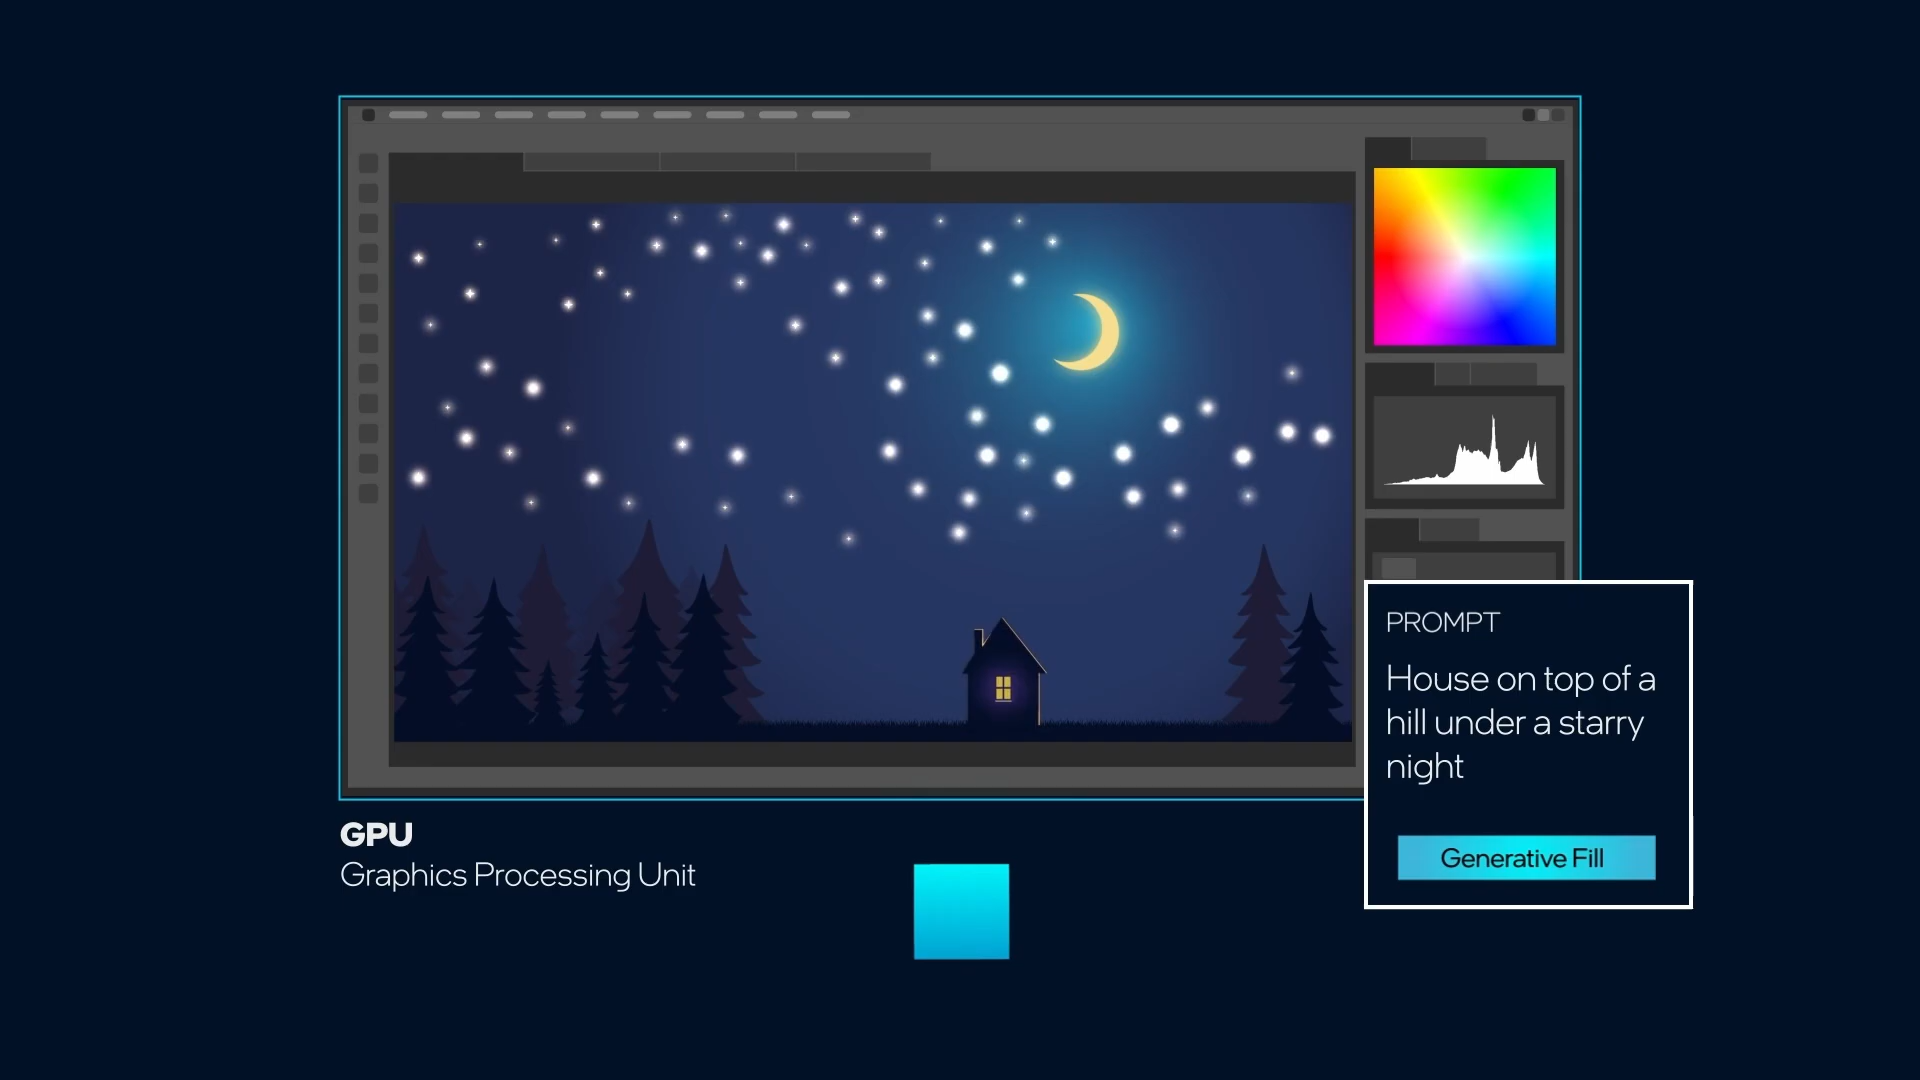 PROMPT
House on top of a
hill under a starry
night
Generative Fill
GPU
Graphics Processing Unit